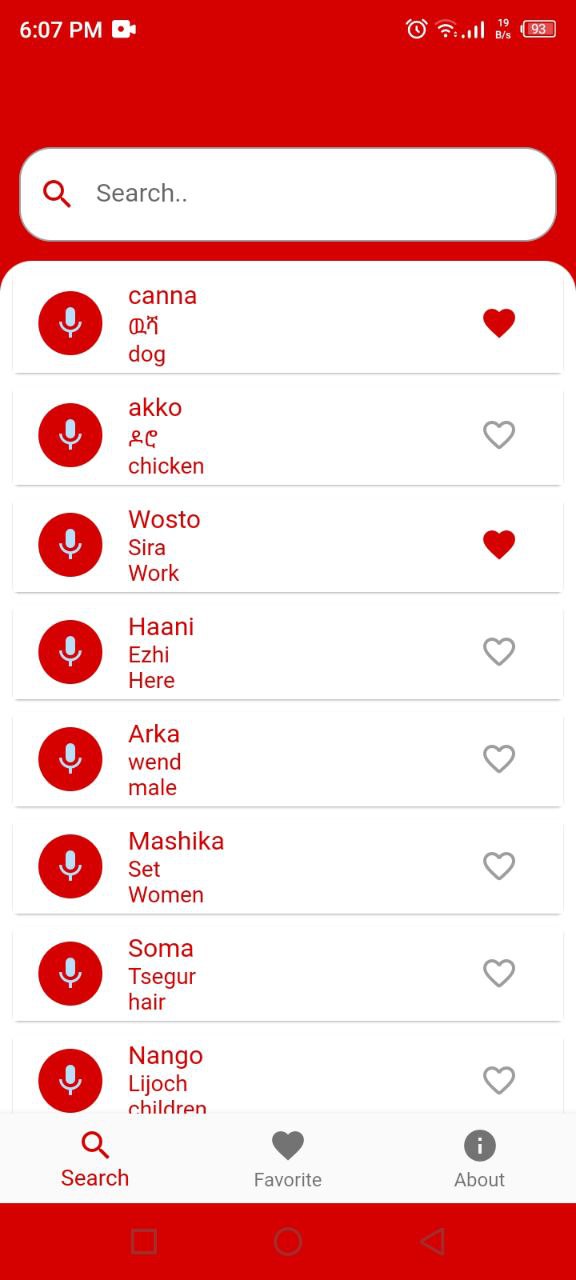 6:07 PM
19
B/s
93
Search..
canna
ዉሻ
dog
akko
ዶሮ
chicken
Wosto
Sira
Work
Haani
Ezhi
Here
Arka
wend
male
Mashika
Set
Women
Soma
Tsegur
hair
Nango
Lijoch
children
Search
Favorite
About